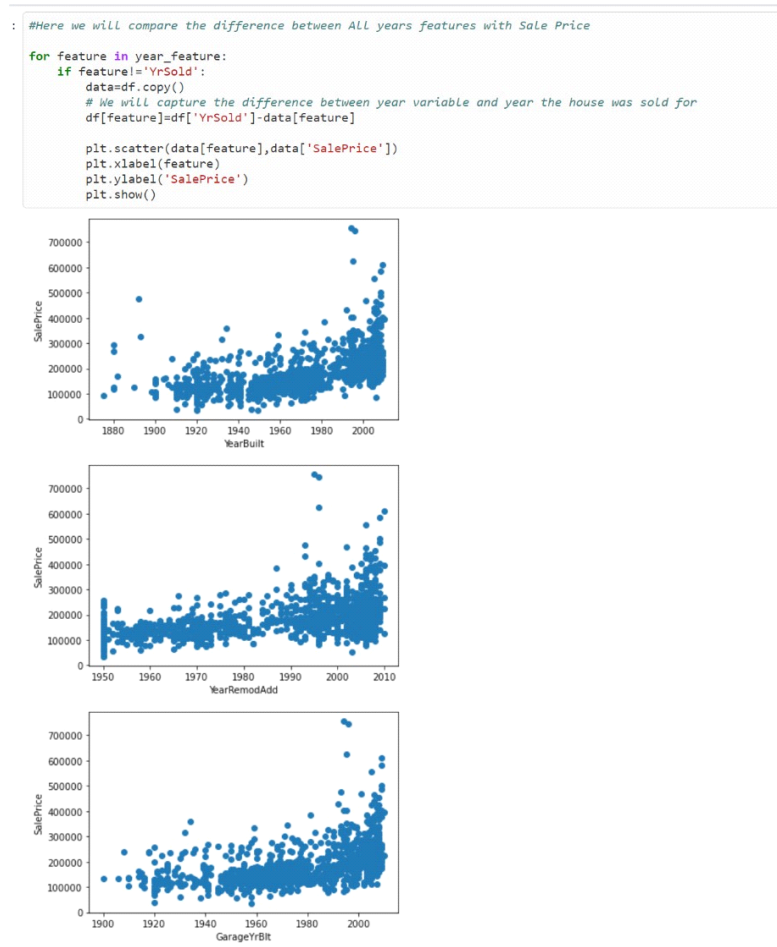 : #Here we will compare the difference between All years features with Sale Price
for feature in year_feature:
if feature!='YrSold':
data=df.copy()
# We will capture the difference between year variable and year the house was sold for
df[feature]=df['YrSold']-data[feature]
plt.scatter(data[feature],data['SalePrice'])
plt.xlabel(feature)
plt.ylabel('SalePrice')
plt.show()
700000
600000
500000
400000
300000
200000
100000
0
SalePrice
1880 1900 1920 1940 1960 1980 2000
YearBuilt
700000
600000
500000
400000
300000
200000
100000
0
SalePrice
1950 1960 1970 1980 1990 2000 2010
YearRemodAdd
700000
600000
500000
400000
300000
200000
100000
0
SalePrice
1900 1920 1940 1960 1980 2000
GarageYrBlt